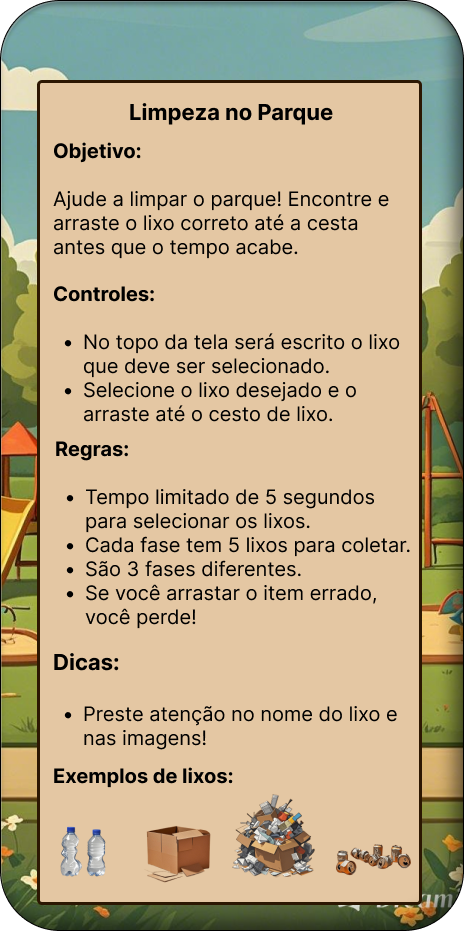 Limpeza no Parque
Objetivo:
Ajude a limpar o parque! Encontre e
arraste o lixo correto até a cesta
antes que o tempo acabe.
Controles:
• No topo da tela será escrito o lixo
que deve ser selecionado.
• Selecione o lixo desejado e o
arraste até o cesto de lixo.
Regras:
• Tempo limitado de 5 segundos
para selecionar os lixos.
• Cada fase tem 5 lixos para coletar.
• São 3 fases diferentes.
• Se você arrastar o item errado,
você perde!
Dicas:
• Preste atenção no nome do lixo e
nas imagens!
Exemplos de lixos: